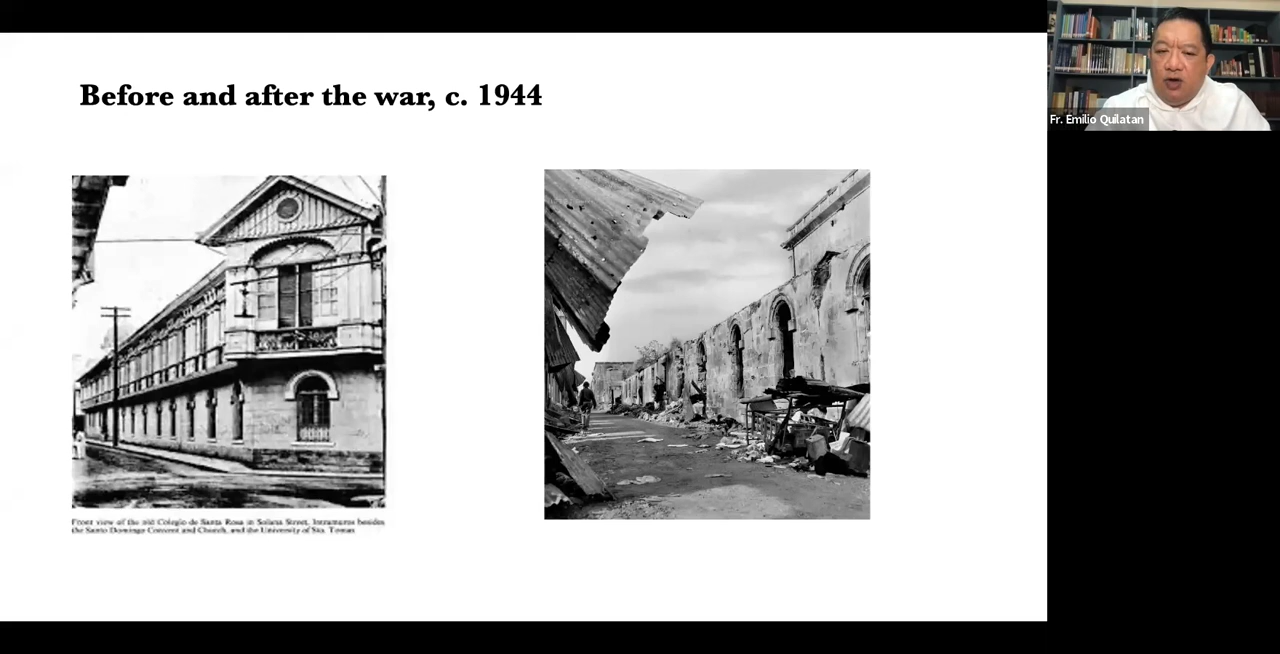 Before and after the war, c. 1944
Fr. Emilio Quilatan
Front view of the old Colegio de Santa Rosa in Solana Street, Intramuros besides
the Santo Domingo Convent and Church, and the University of Sto. Tomas